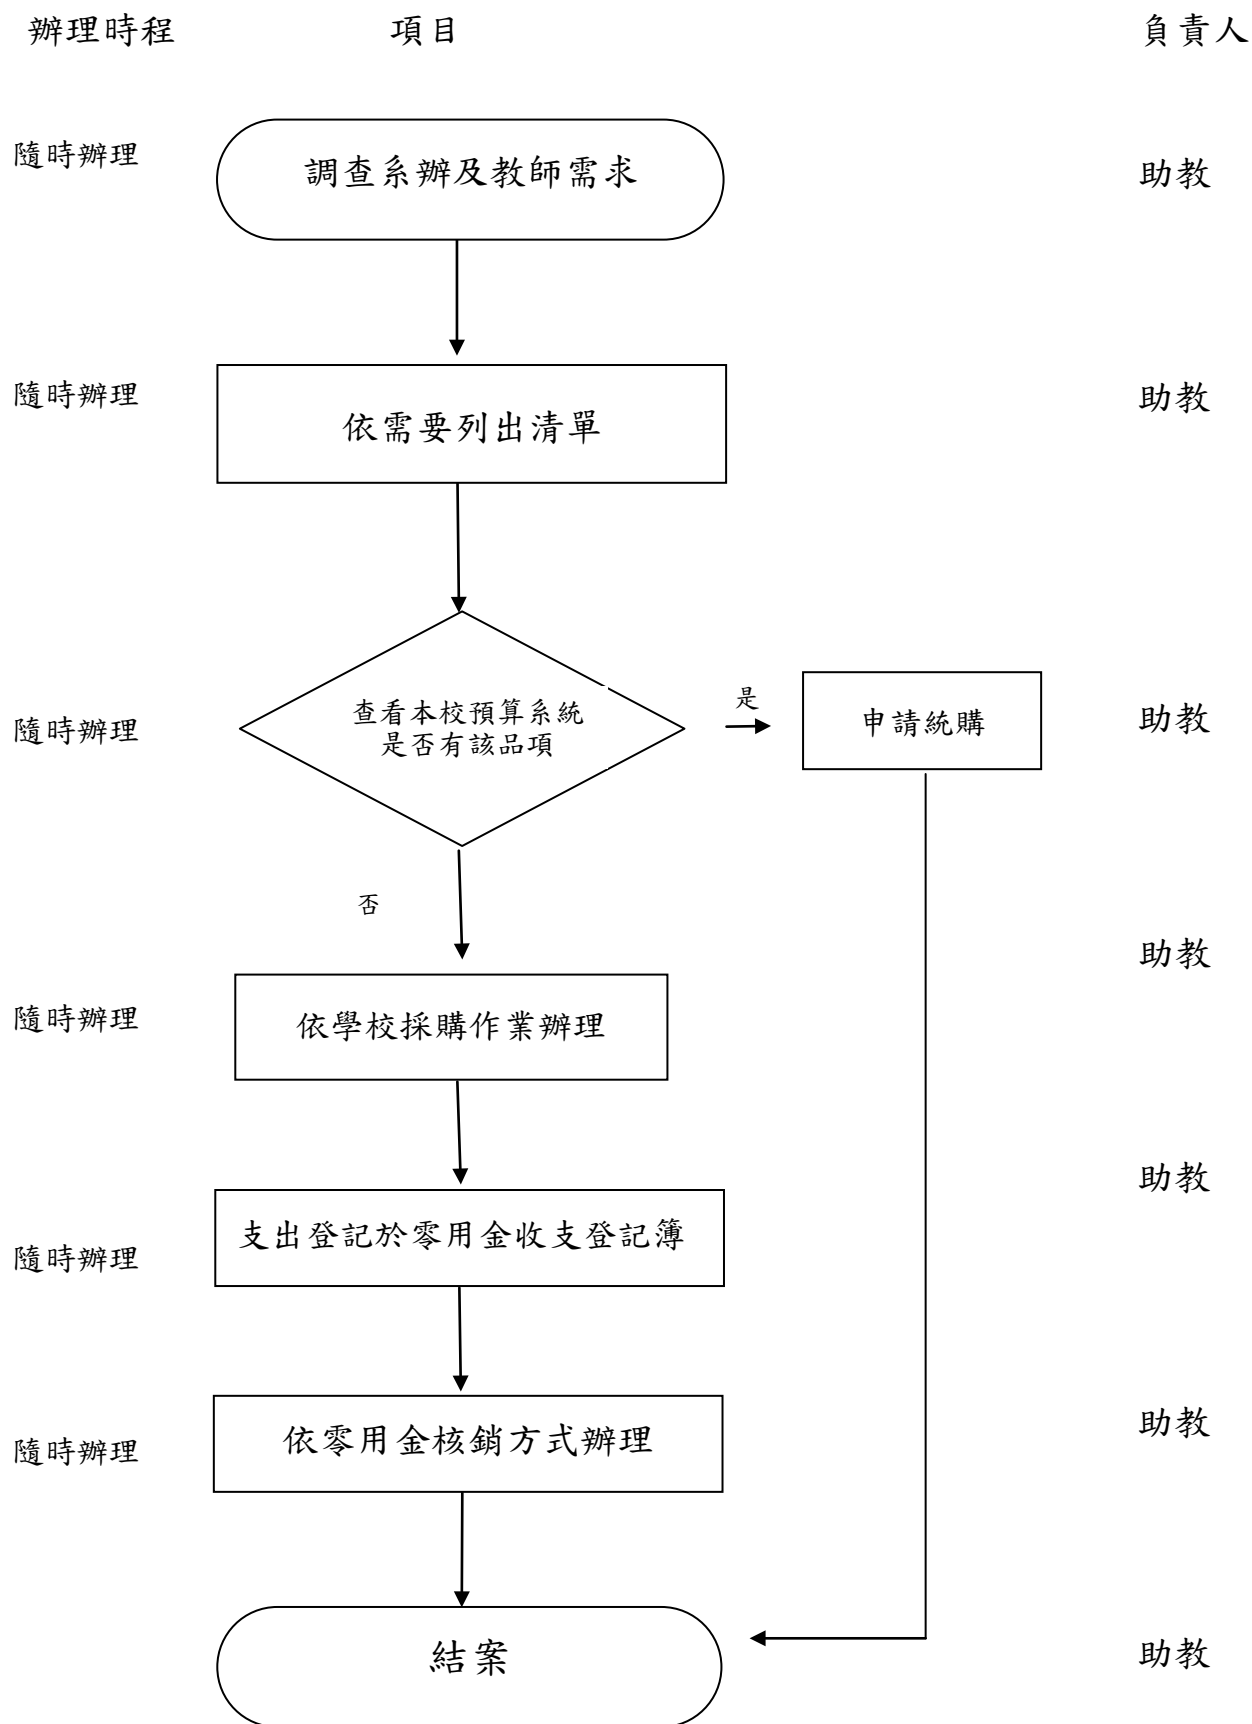 辦理時程 項目 負責人
隨時辦理 調查系辦及教師需求 助教
隨時辦理 依需要列出清單 助教
隨時辦理 查看本校預算系統 是 申請統購 助教
是否有該品項
否
助教
隨時辦理 依學校採購作業辦理
助教
隨時辦理 支出登記於零用金收支登記簿
隨時辦理 依零用金核銷方式辦理 助教
結案 助教